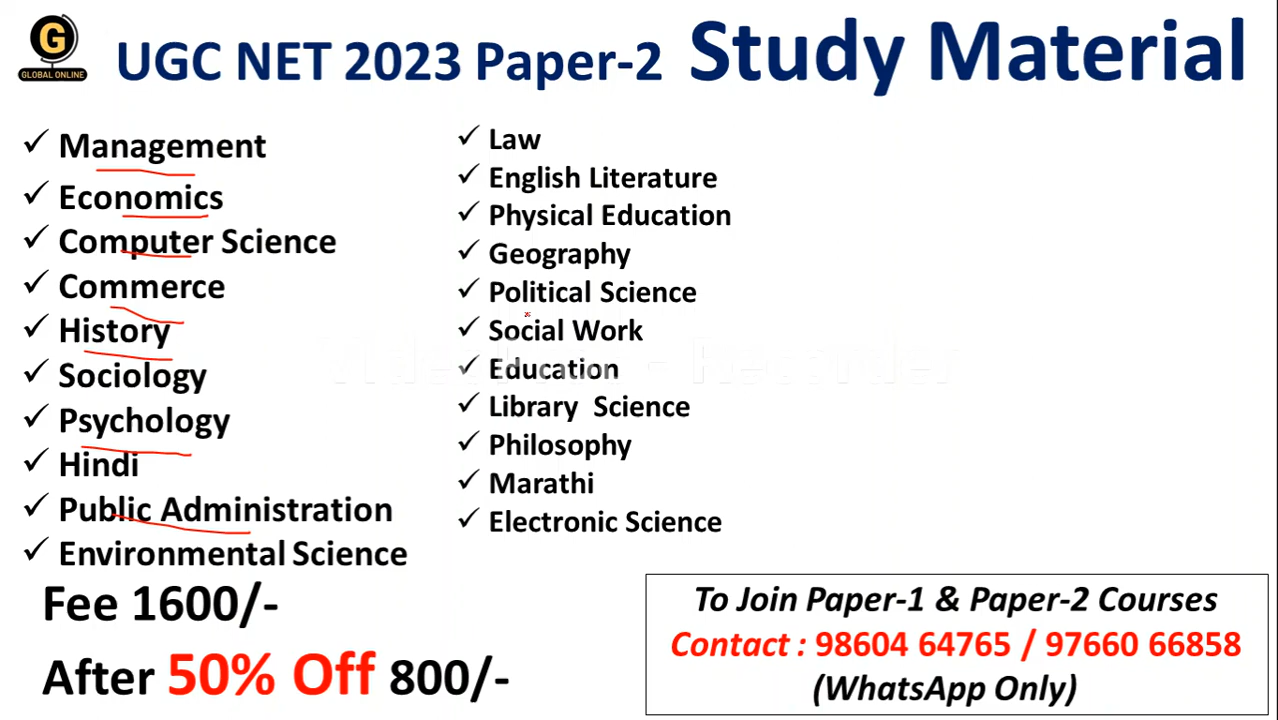 G
GLOBAL ONLINE
UGC NET 2023 Paper-2 Study Material
Management
Economics
Computer Science
Commerce
History
Sociology
Psychology
Hindi
Public Administration
Environmental Science
Law
English Literature
Physical Education
Geography
Political Science
Social Work
Education
Library Science
Philosophy
Marathi
Electronic Science
Fee 1600/-
After 50% Off 800/-
To Join Paper-1 & Paper-2 Courses
Contact : 98604 64765 / 97660 66858
(WhatsApp Only)